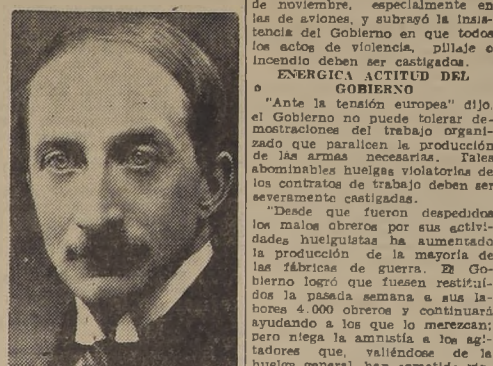 de noviembre, especialmente en
las de aviones, y subrayó la insis-
tencia del Gobierno en que todos
los actos de violencia, pillaje o
incendio deben ser castigados.
ENERGICA ACTITUD DEL
GOBIERNO
"Ante la tensión europea" dijo,
el Gobierno no puede tolerar de-
mostraciones del trabajo organi-
zado que paralicen la producción
de las armas necesarias. Tales
abominables huelgas violatorias de
los contratos de trabajo deben ser
severamente castigadas.
"Desde que fueron despedidos
los malos obreros por sus activi-
dades huelguistas ha aumentado
la producción de la mayoría de
las fábricas de guerra. El Go-
bierno logró que fuesen restituí-
dos la pasada semana a sus la-
bores 4.000 obreros y continuará
ayudando a los que lo merezcan;
pero niega la amnistía a los agi-
tadores que, valiéndose de la
huelga general han